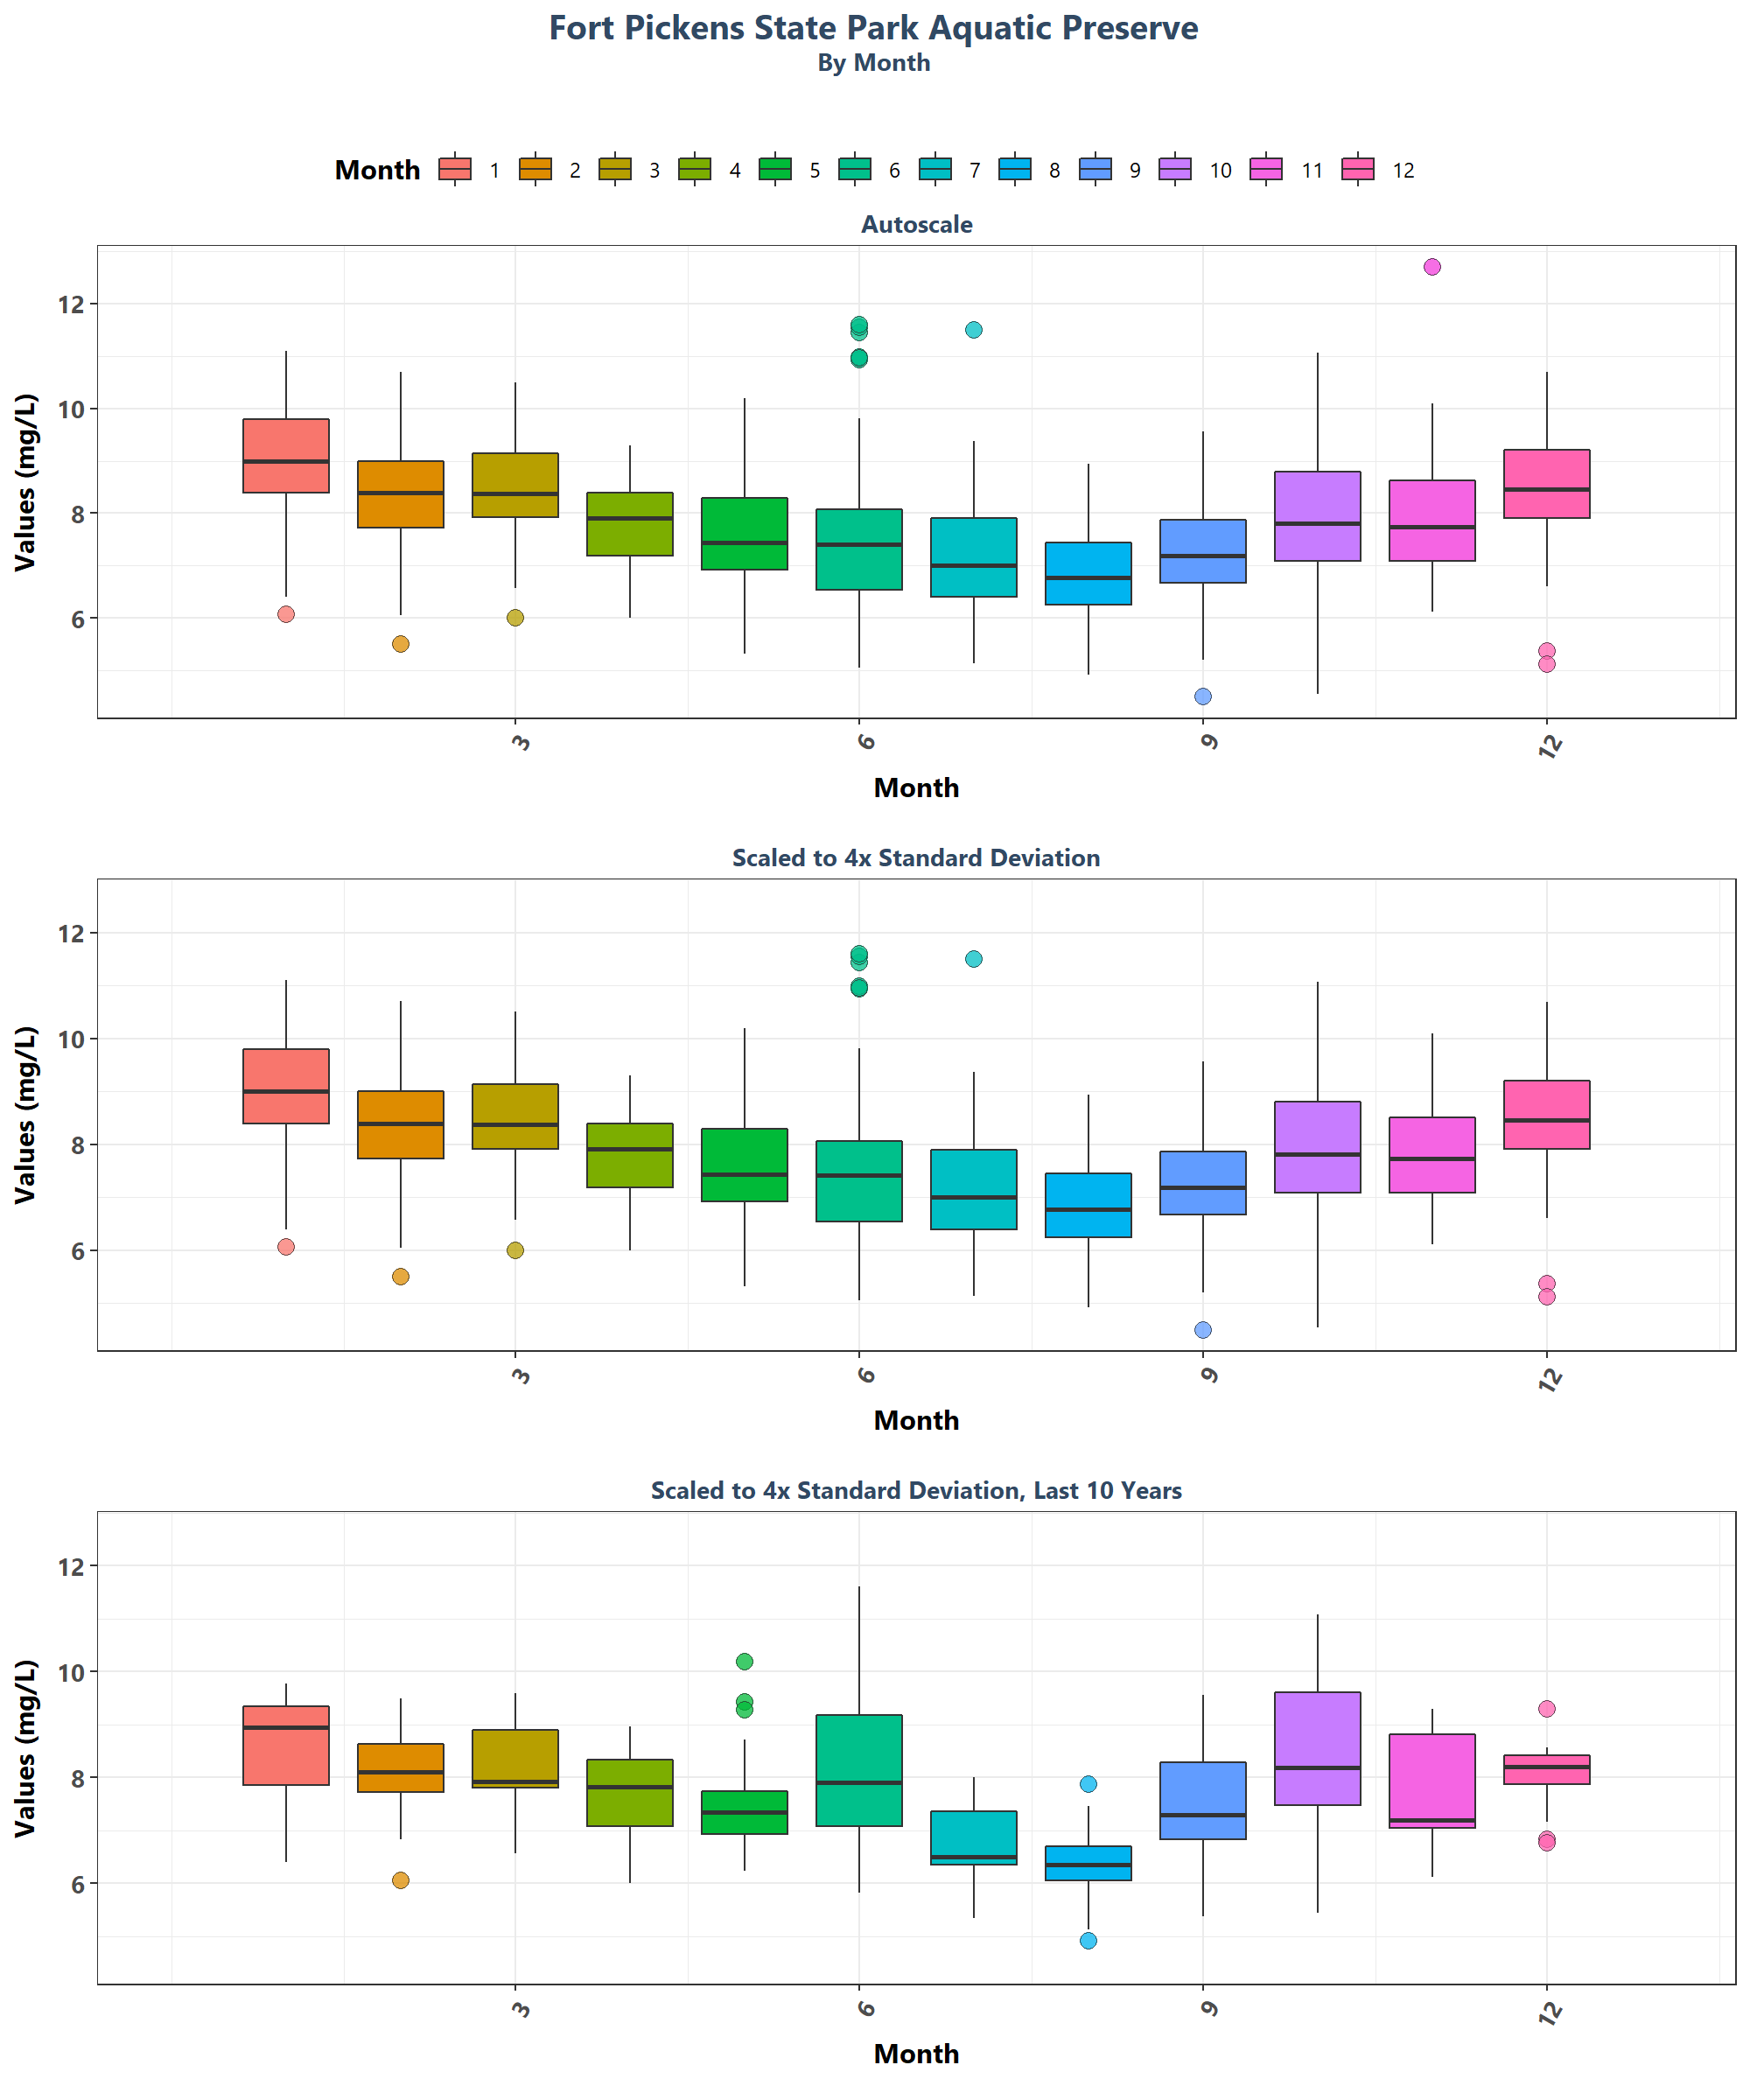 Fort Pickens State Park Aquatic Preserve
By Month
Month 1 2 3 4 5 6 7 8 9 10 11 12
Autoscale
Values (mg/L)
12
10
8
6
3 6 9 12
Month
Scaled to 4x Standard Deviation
Values (mg/L)
12
10
8
6
3 6 9 12
Month
Scaled to 4x Standard Deviation, Last 10 Years
Values (mg/L)
12
10
8
6
3 6 9 12
Month